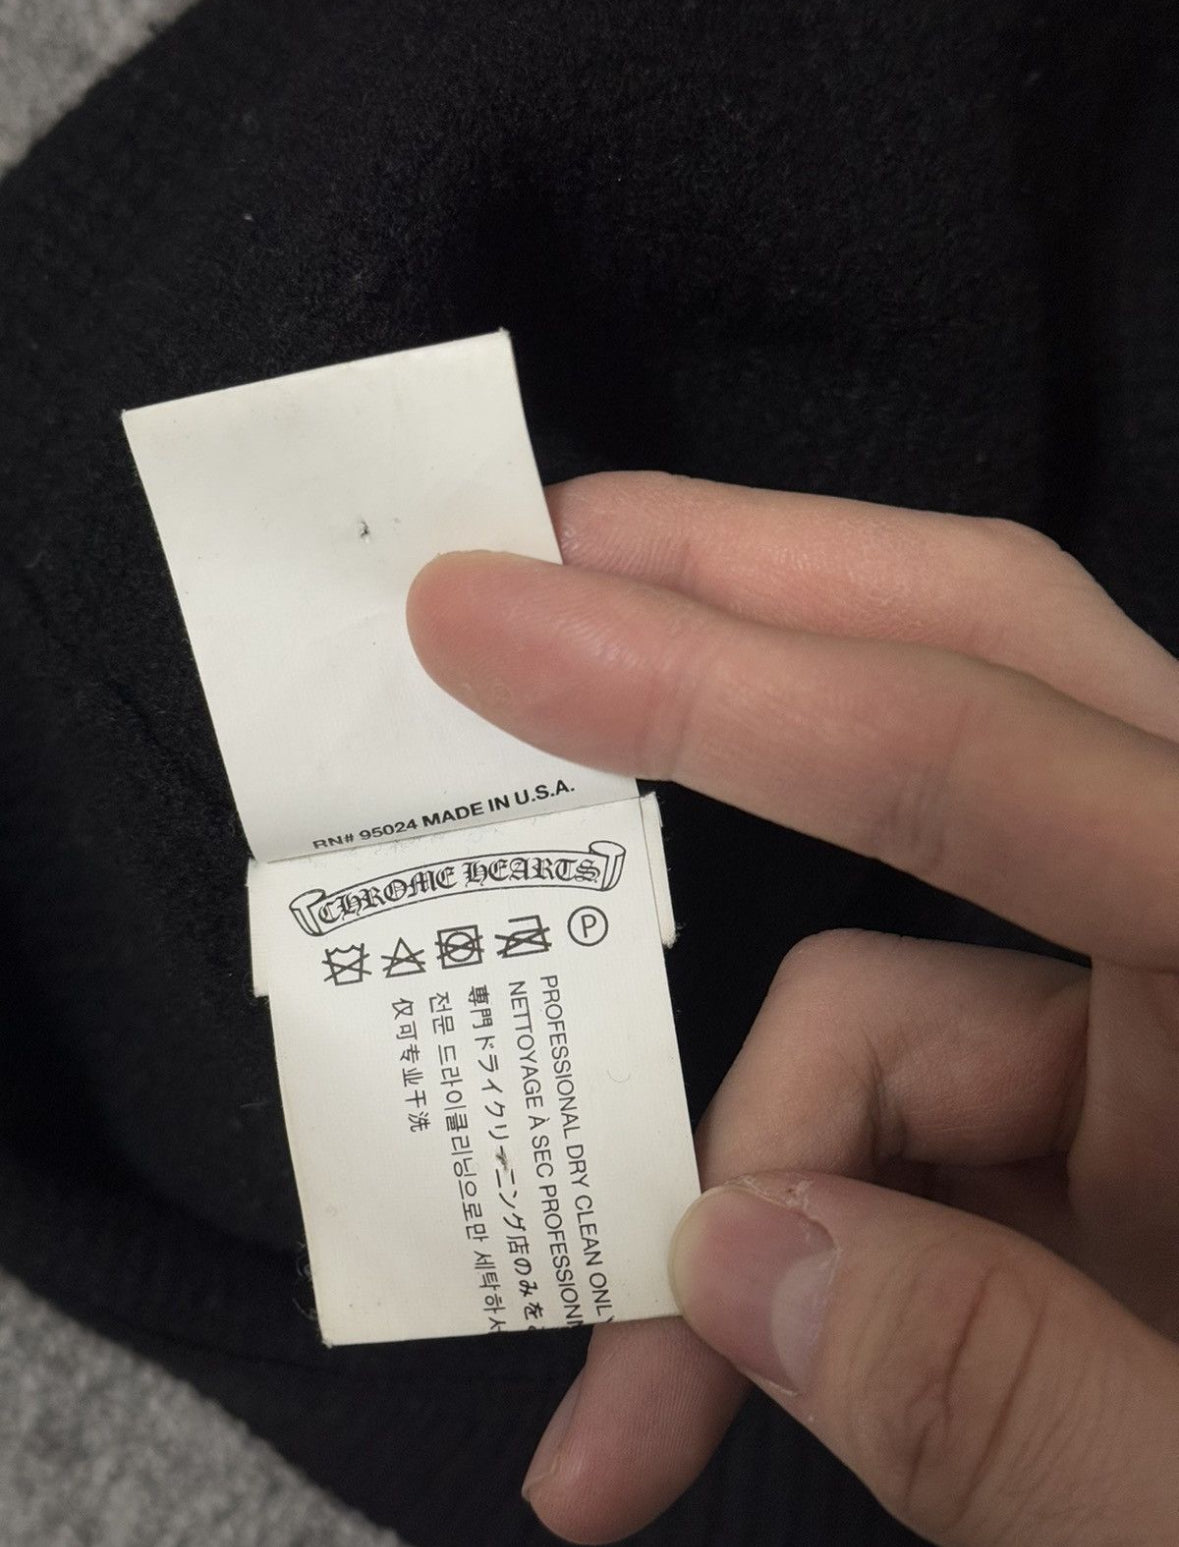 RN# 95024 MADE IN U.S.A.
CHROME HEARTS
P
PROFESSIONAL DRY CLEAN ONLY
NETTOYAGE À SEC PROFESSIONN
専門ドライクリーニング店のみを
전문 드라이클리닝으로만 세탁하
仅可专业干洗